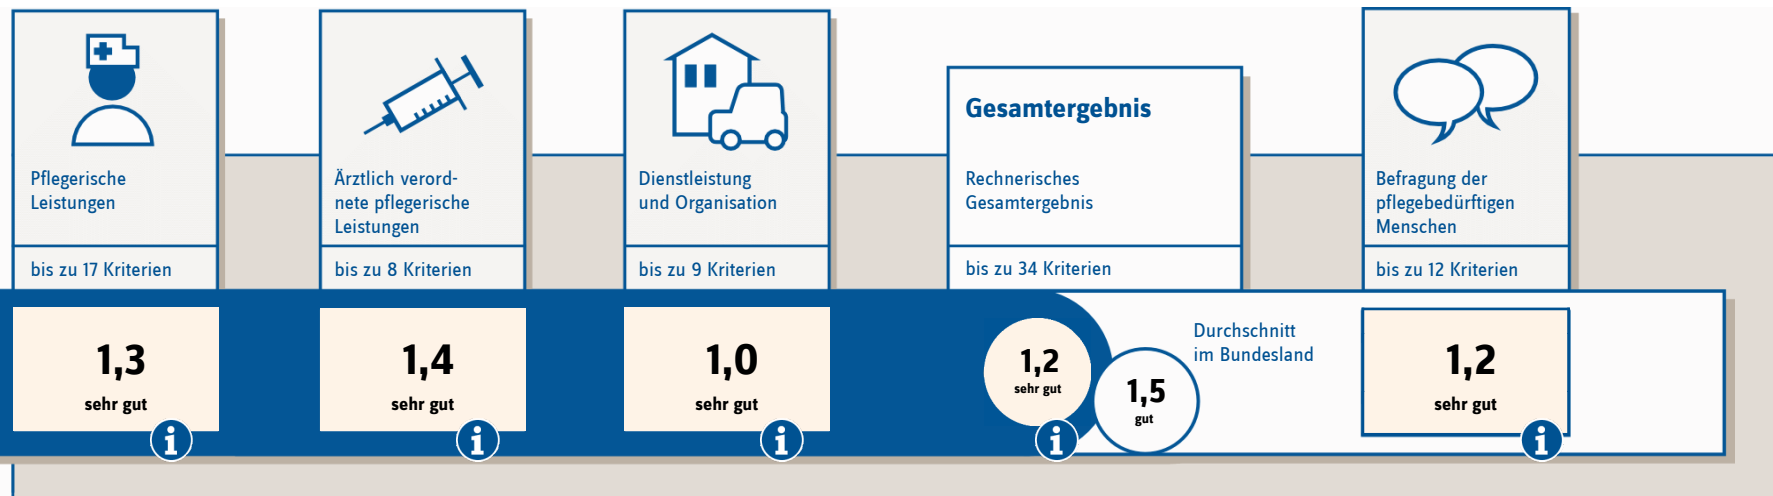 Pflegerische
Leistungen
bis zu 17 Kriterien
1,3
sehr gut
i
Ärztlich verord-
nete pflegerische
Leistungen
bis zu 8 Kriterien
1,4
sehr gut
i
Dienstleistung
und Organisation
bis zu 9 Kriterien
1,0
sehr gut
i
Gesamtergebnis
Rechnerisches
Gesamtergebnis
bis zu 34 Kriterien
1,2
sehr gut
i
1,5
gut
Durchschnitt
im Bundesland
Befragung der
pflegebedürftigen
Menschen
bis zu 12 Kriterien
1,2
sehr gut
i